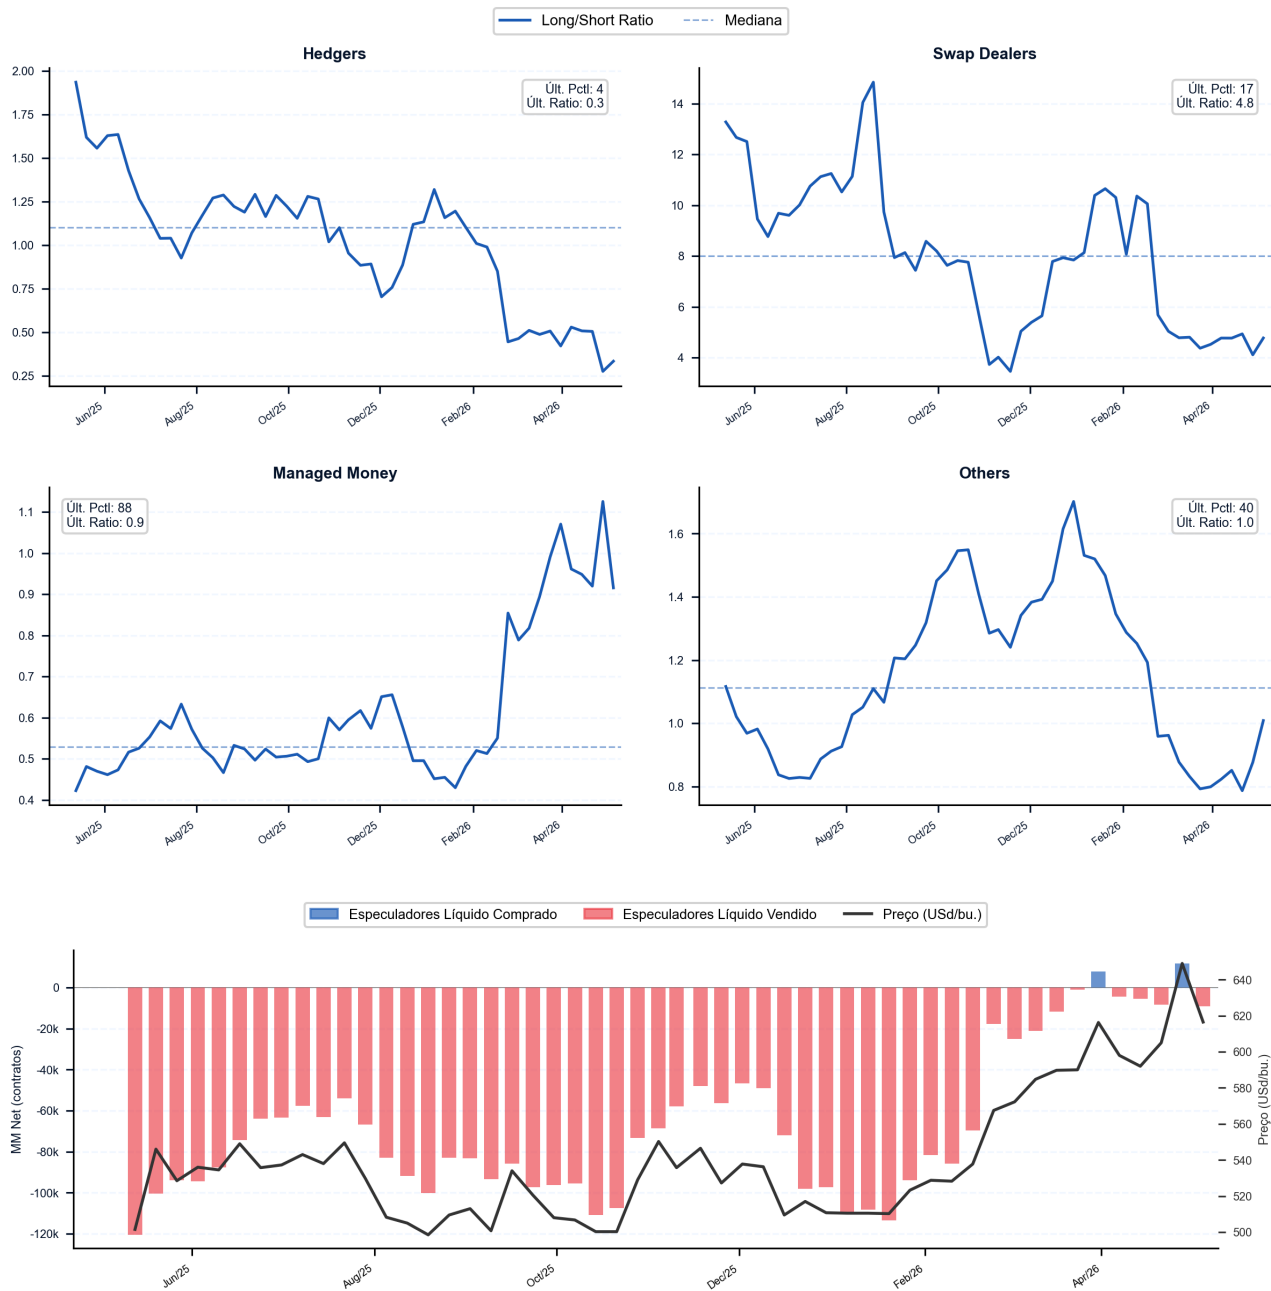 Long/Short Ratio
Mediana
Hedgers
Últ. Pctl: 4
Últ. Ratio: 0.3
2.00
1.75
1.50
1.25
1.00
0.75
0.50
0.25
Jun/25
Aug/25
Oct/25
Dec/25
Feb/26
Apr/26
Swap Dealers
Últ. Pctl: 17
Últ. Ratio: 4.8
14
12
10
8
6
4
Jun/25
Aug/25
Oct/25
Dec/25
Feb/26
Apr/26
Managed Money
Últ. Pctl: 88
Últ. Ratio: 0.9
1.1
1.0
0.9
0.8
0.7
0.6
0.5
0.4
Jun/25
Aug/25
Oct/25
Dec/25
Feb/26
Apr/26
Others
Últ. Pctl: 40
Últ. Ratio: 1.0
1.6
1.4
1.2
1.0
0.8
Jun/25
Aug/25
Oct/25
Dec/25
Feb/26
Apr/26
Especuladores Líquido Comprado
Especuladores Líquido Vendido
Preço (USd/bu.)
MM Net (contratos)
0
-20k
-40k
-60k
-80k
-100k
-120k
640
620
600
580
560
540
520
500
Preço (USd/bu.)
Jun/25
Aug/25
Oct/25
Dec/25
Feb/26
Apr/26